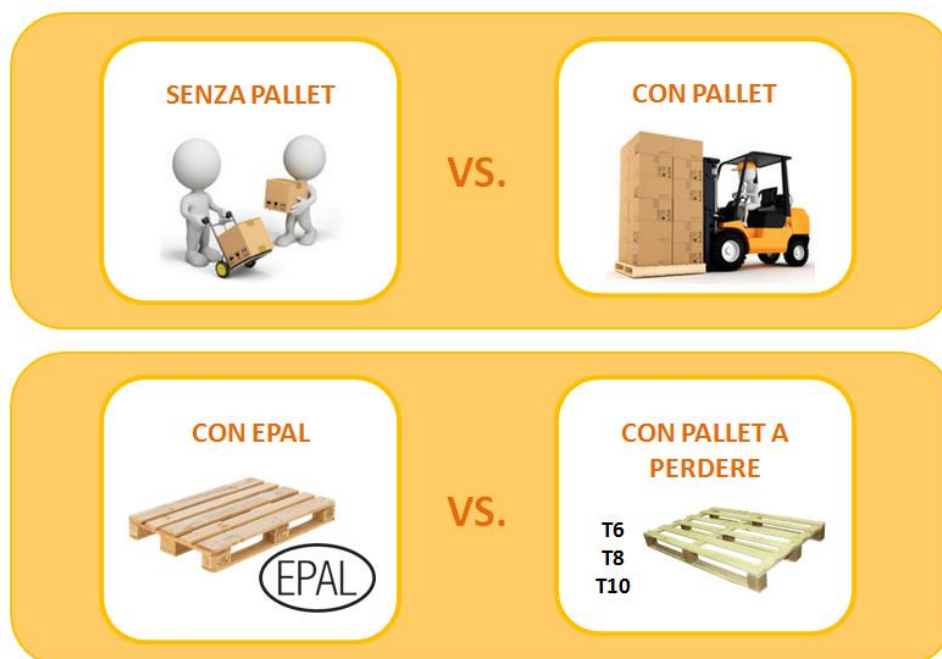 SENZA PALLET
VS.
CON PALLET
CON EPAL
EPAL
VS.
CON PALLET A
PERDERE
T6
T8
T10